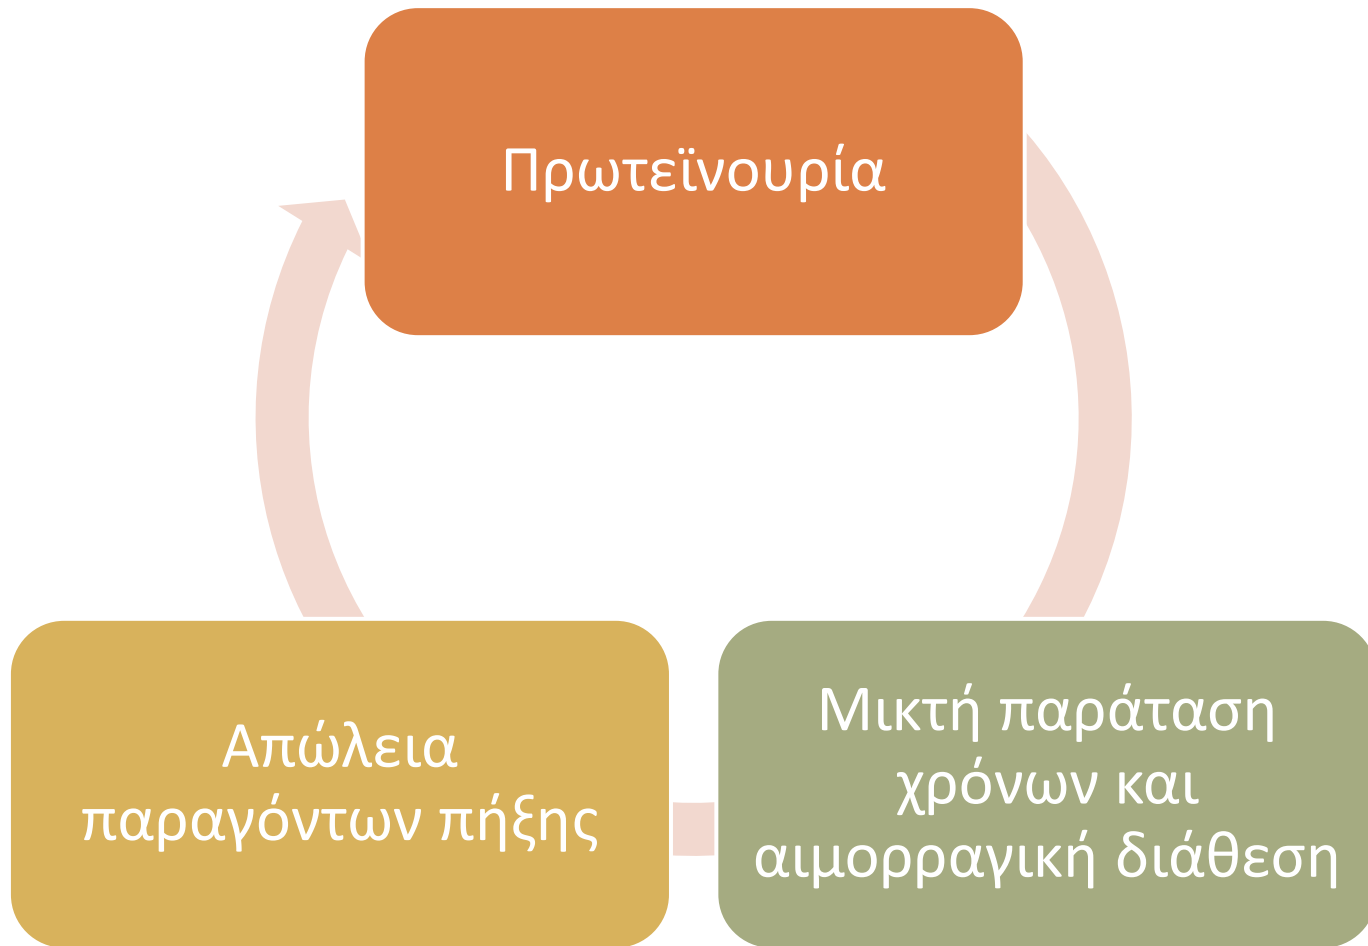 Πρωτεϊνουρία
Απώλεια
παραγόντων πήξης
Μικτή παράταση
χρόνων και
αιμορραγική διάθεση